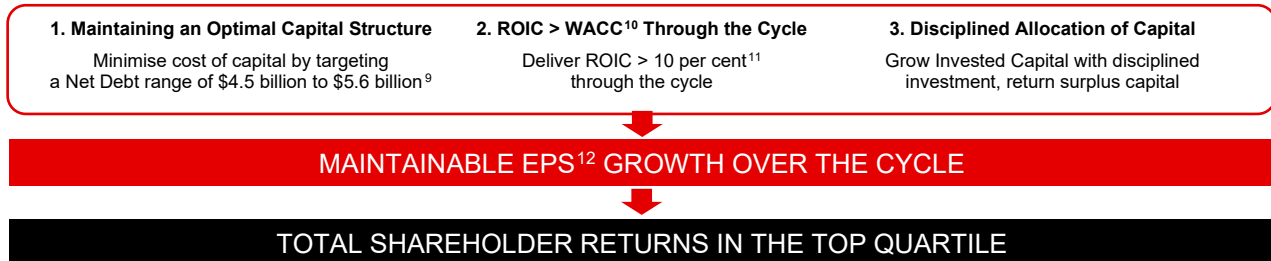 1. Maintaining an Optimal Capital Structure
Minimise cost of capital by targeting
a Net Debt range of $4.5 billion to $5.6 billion⁹
2. ROIC > WACC¹⁰ Through the Cycle
Deliver ROIC > 10 per cent¹¹
through the cycle
3. Disciplined Allocation of Capital
Grow Invested Capital with disciplined
investment, return surplus capital
MAINTAINABLE EPS¹² GROWTH OVER THE CYCLE
TOTAL SHAREHOLDER RETURNS IN THE TOP QUARTILE